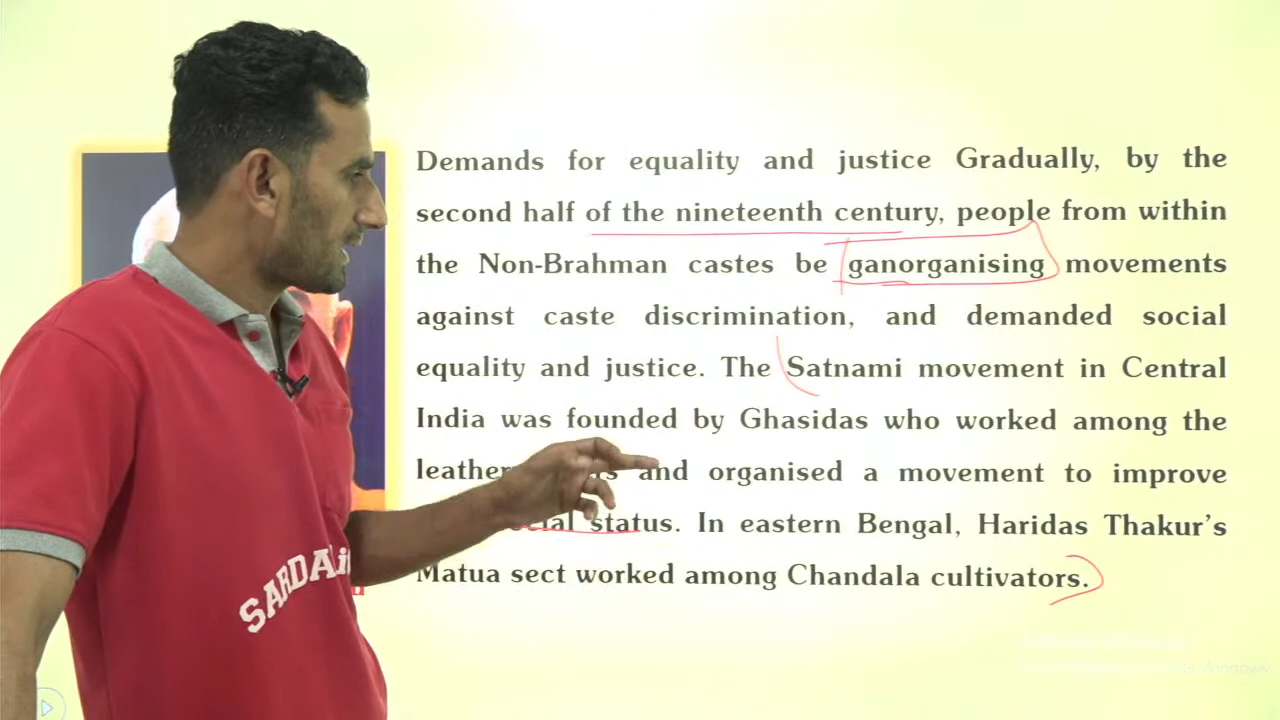 Demands for equality and justice Gradually, by the
second half of the nineteenth century, people from within
the Non-Brahman castes be ganorganising movements
against caste discrimination, and demanded social
equality and justice. The Satnami movement in Central
India was founded by Ghasidas who worked among the
and organised a movement to improve
status. In eastern Bengal, Haridas Thakur's
Matua sect worked among Chandala cultivators.